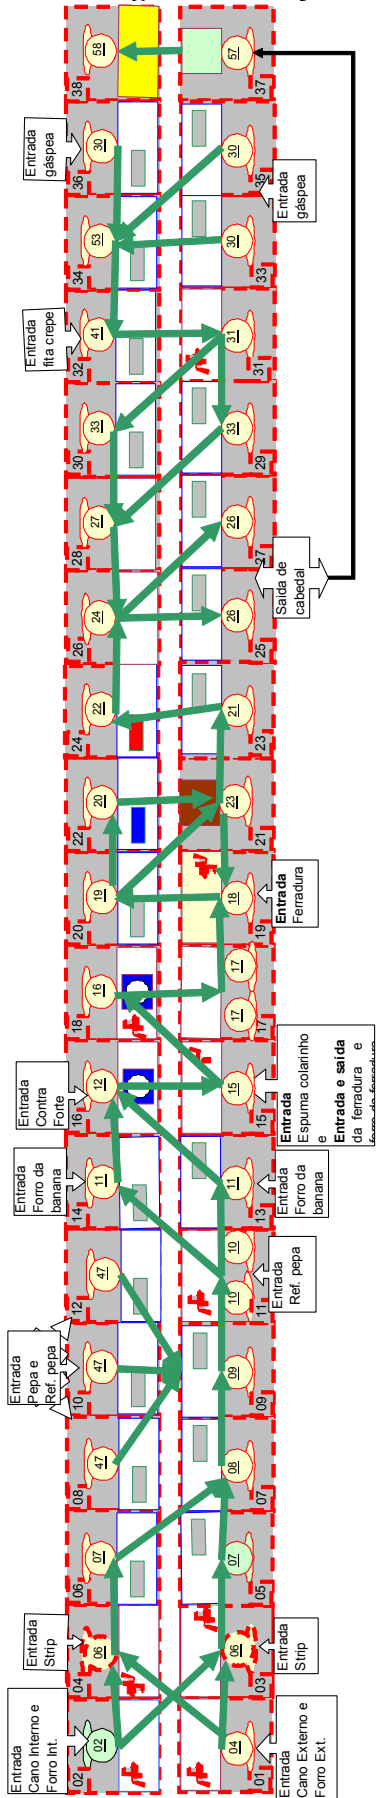 38
58
36
30
Entrada
gáspea
34
53
32
41
Entrada
fita crepe
30
33
28
27
26
24
24
22
22
20
20
19
18
16
16
12
Entrada
Contra
Forte
14
11
Entrada
Forro da
banana
12
47
10
47
Entrada
Pepa e
Ref. pepa
08
47
06
07
04
06
Entrada
Strip
02
02
Entrada
Cano Interno e
Forro Int.
37
57
35
30
Entrada
gáspea
33
30
31
31
29
33
27
26
Saída de
cabedal
25
26
23
21
21
23
19
18
Entrada
Ferradura
17
17
17
15
15
Entrada
Espuma colarinho
e
Entrada e saída
da ferradura e
forro da ferradura
13
11
Entrada
Forro da
banana
11
10
10
Entrada
Ref. pepa
09
09
07
08
05
07
03
06
Entrada
Strip
01
04
Entrada
Cano Externo e
Forro Ext.